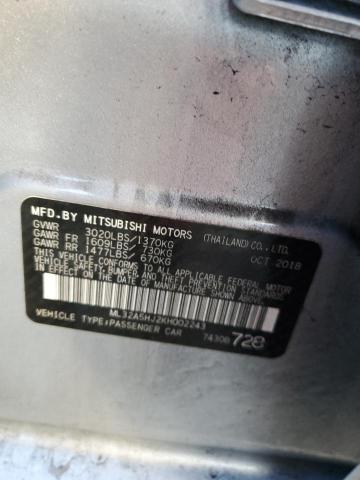 MFD.BY MITSUBISHI MOTORS (THAILAND) CO., LTD.
GVWR 3020LBS/1370KG OCT 2018
GAWR FR 1609LBS/ 730KG
GAWR RR 1477LBS/ 670KG
THIS VEHICLE CONFORMS TO ALL APPLICABLE FEDERAL MOTOR
VEHICLE SAFETY, BUMPER, AND THEFT PREVENTION STANDARDS
IN EFFECT ON THE DATE OF MANUFACTURE SHOWN ABOVE.
ML32A5HJ2KH002243
VEHICLE TYPE:PASSENGER CAR 7430B 728